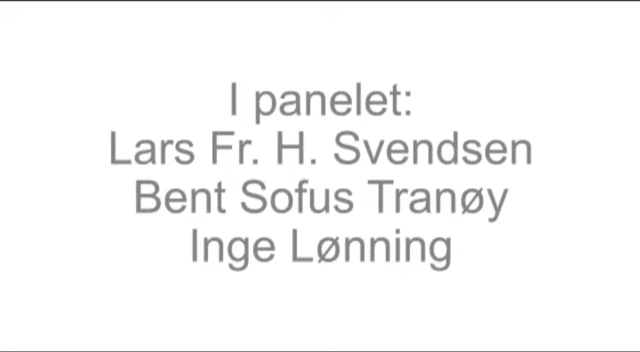 I panelet:
Lars Fr. H. Svendsen
Bent Sofus Tranøy
Inge Lønning